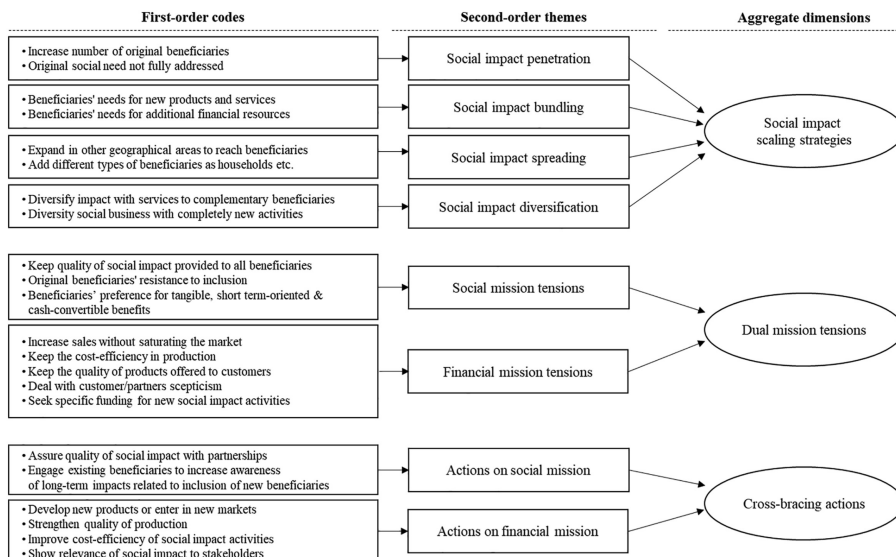 First-order codes
Second-order themes
Aggregate dimensions
• Increase number of original beneficiaries
• Original social need not fully addressed
Social impact penetration
• Beneficiaries' needs for new products and services
• Beneficiaries' needs for additional financial resources
Social impact bundling
• Expand in other geographical areas to reach beneficiaries
• Add different types of beneficiaries as households etc.
Social impact spreading
• Diversify impact with services to complementary beneficiaries
• Diversity social business with completely new activities
Social impact diversification
Social impact
scaling strategies
• Keep quality of social impact provided to all beneficiaries
• Original beneficiaries' resistance to inclusion
• Beneficiaries’ preference for tangible, short term-oriented &
cash-convertible benefits
Social mission tensions
• Increase sales without saturating the market
• Keep the cost-efficiency in production
• Keep the quality of products offered to customers
• Deal with customer/partners scepticism
• Seek specific funding for new social impact activities
Financial mission tensions
Dual mission tensions
• Assure quality of social impact with partnerships
• Engage existing beneficiaries to increase awareness
of long-term impacts related to inclusion of new beneficiaries
Actions on social mission
• Develop new products or enter in new markets
• Strengthen quality of production
• Improve cost-efficiency of social impact activities
• Show relevance of social impact to stakeholders
Actions on financial mission
Cross-bracing actions